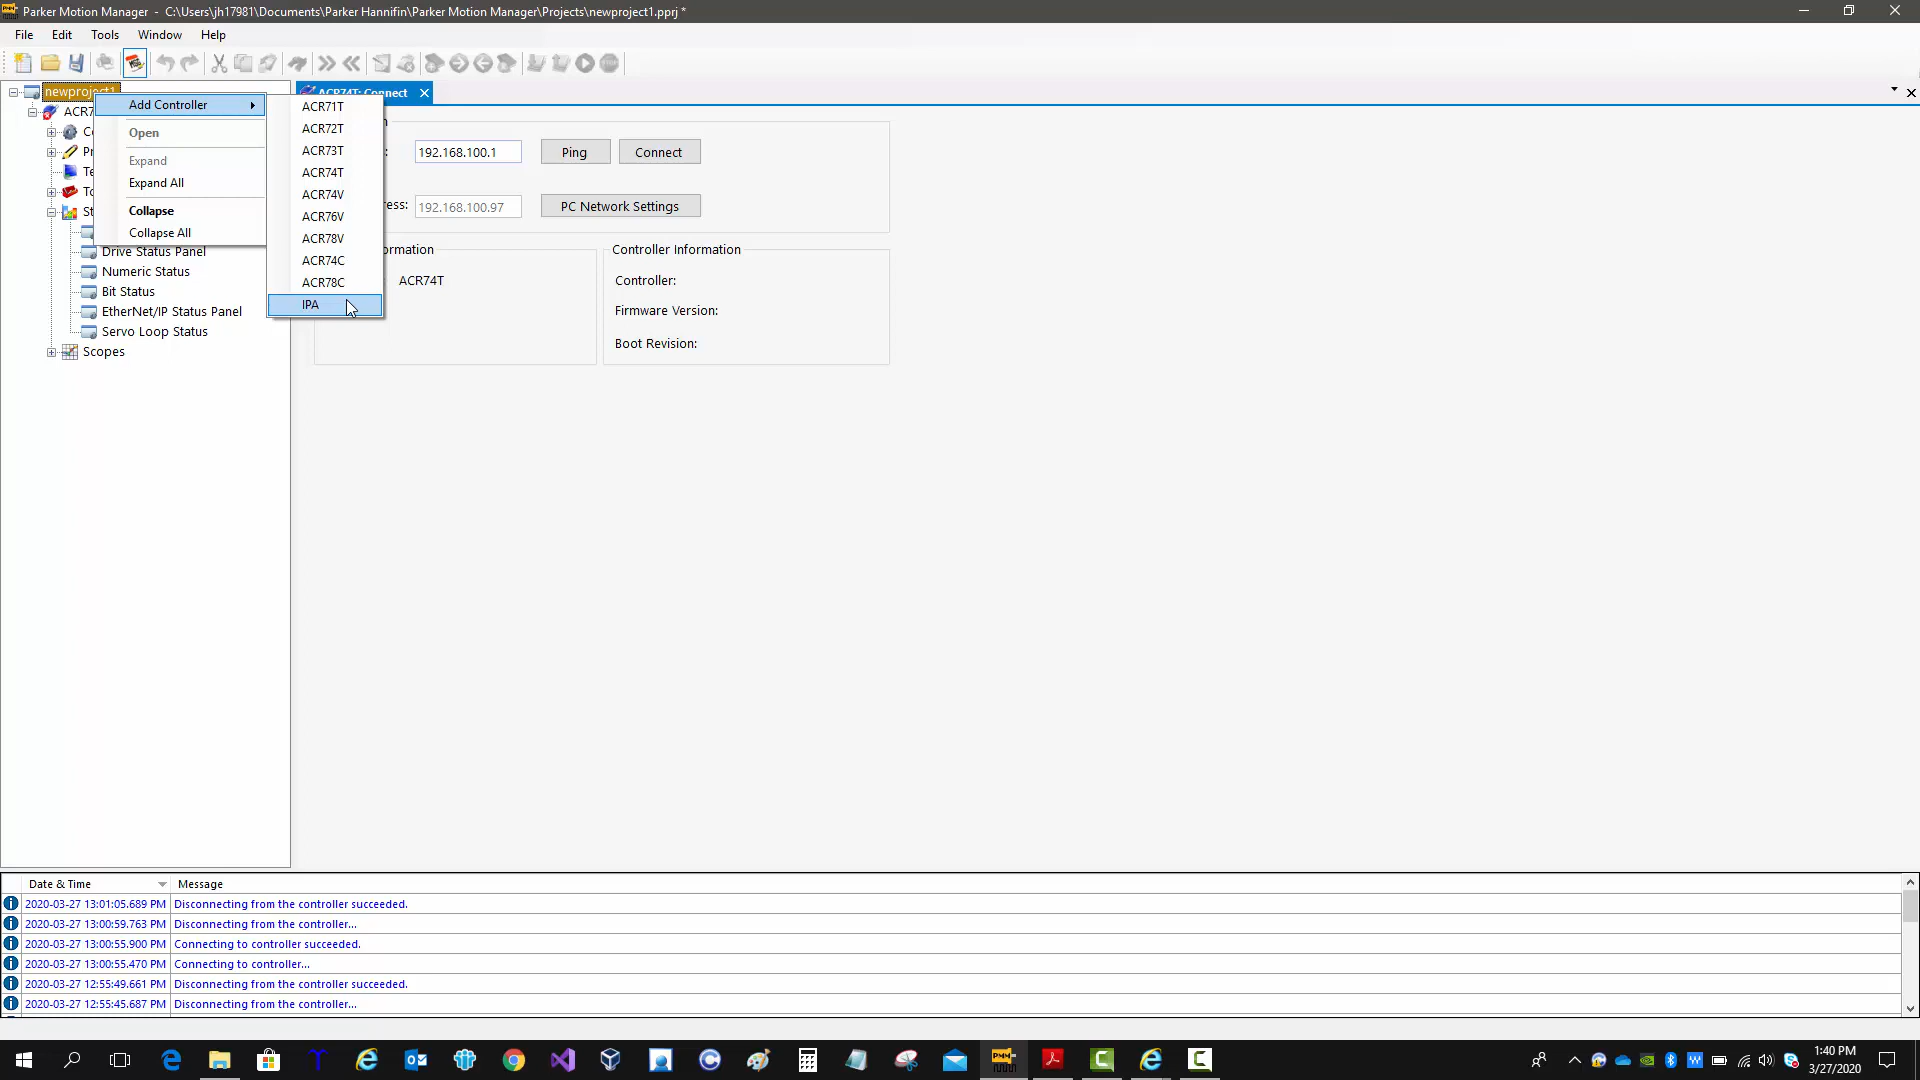 Parker Motion Manager - C:\Users\jh17981\Documents\Parker Hannifin\Parker Motion Manager\Projects\newproject1.pprj *
File Edit Tools Window Help
newproject1
ACR74T: Connect
Add Controller
Open
Expand
Expand All
Collapse
Collapse All
ACR71T
ACR72T
ACR73T
ACR74T
ACR74V
ACR76V
ACR78V
ACR74C
ACR78C
IPA
192.168.100.1 Ping Connect
ress: 192.168.100.97 PC Network Settings
ormation
ACR74T
Controller Information
Controller:
Firmware Version:
Boot Revision:
Drive Status Panel
Numeric Status
Bit Status
EtherNet/IP Status Panel
Servo Loop Status
Scopes
Date & Time Message
2020-03-27 13:01:05.689 PM Disconnecting from the controller succeeded.
2020-03-27 13:00:59.763 PM Disconnecting from the controller...
2020-03-27 13:00:55.900 PM Connecting to controller succeeded.
2020-03-27 13:00:55.470 PM Connecting to controller...
2020-03-27 12:55:49.661 PM Disconnecting from the controller succeeded.
2020-03-27 12:55:45.687 PM Disconnecting from the controller...
1:40 PM
3/27/2020